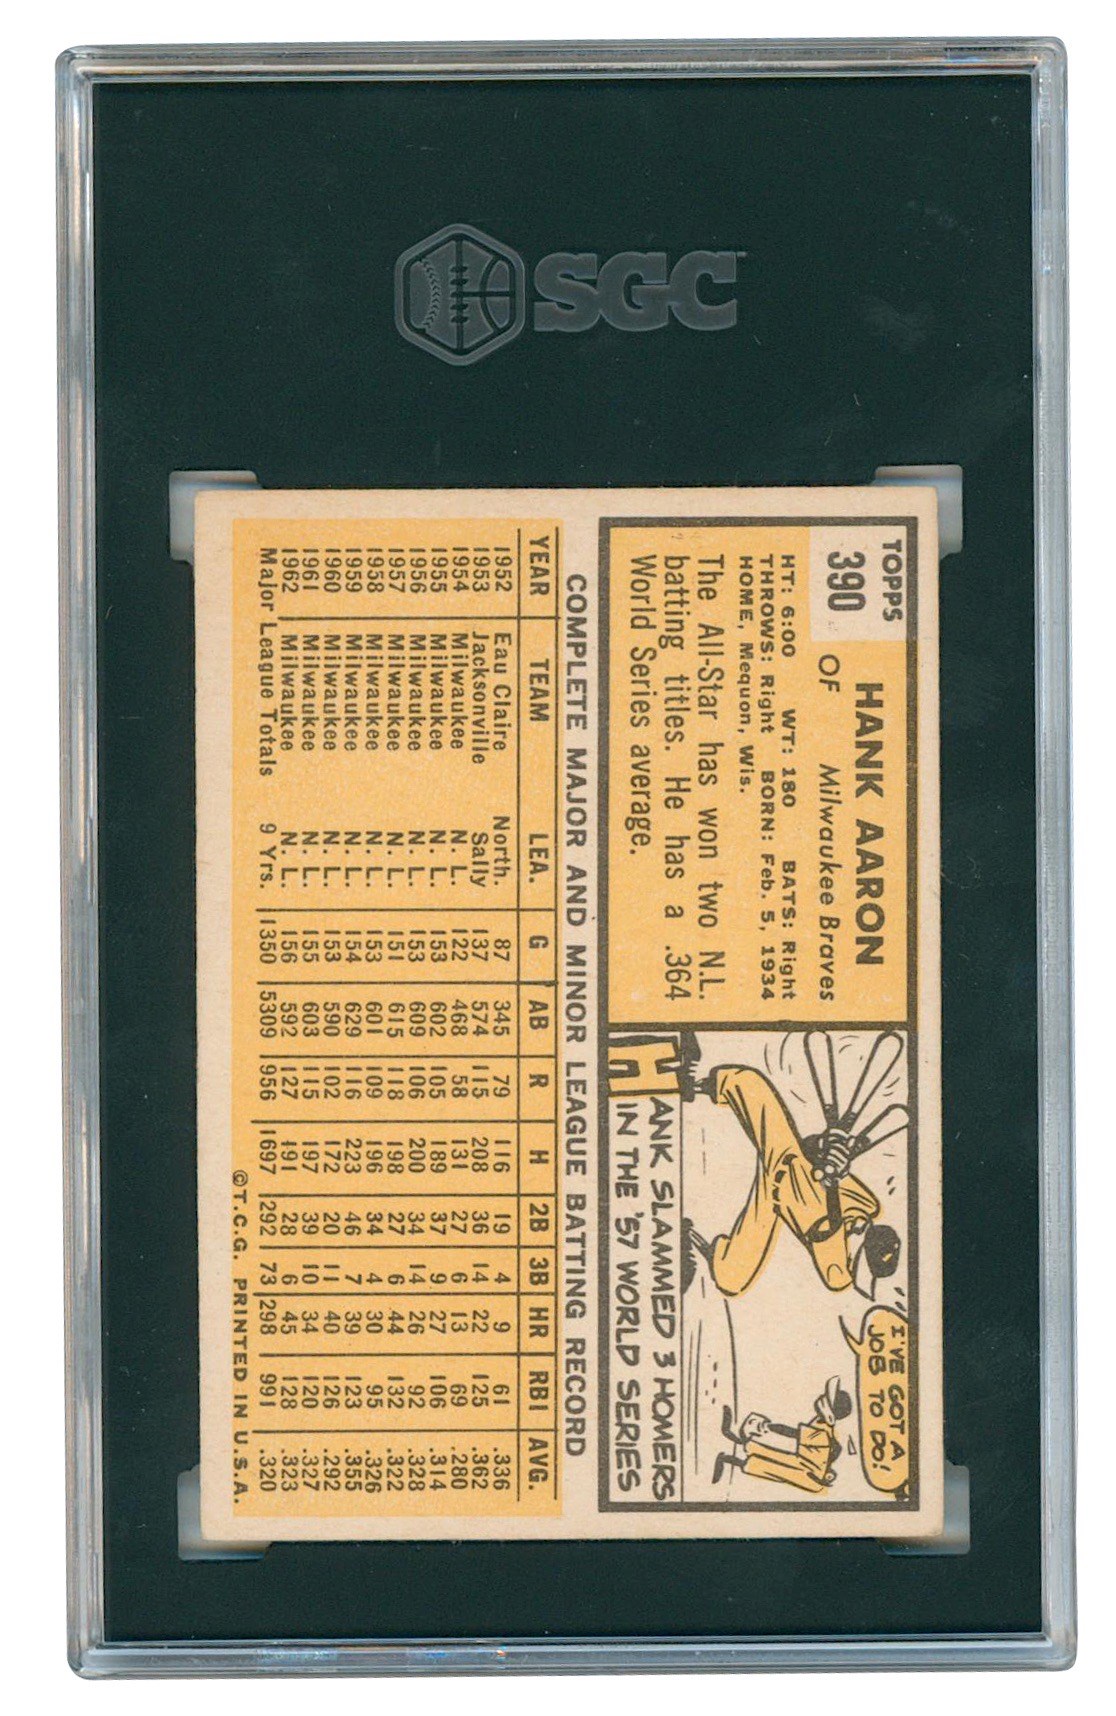 SGC
TOPPS
390
HANK AARON
OF Milwaukee Braves
HT: 6:00 WT: 180 BATS: Right
THROWS: Right BORN: Feb. 5, 1934
HOME, Mequon, Wis.
The All-Star has won two N.L.
batting titles. He has a .364
World Series average.
I'VE GOT A
JOB TO DO!
HANK SLAMMED 3 HOMERS
IN THE '57 WORLD SERIES
COMPLETE MAJOR AND MINOR LEAGUE BATTING RECORD
YEAR TEAM LEA. G AB R H 2B 3B HR RBI AVG.
1952 Eau Claire North. 87 345 79 116 19 4 9 61 .336
1953 Jacksonville Sally 137 574 115 208 36 14 22 125 .362
1954 Milwaukee N. L. 122 468 58 131 27 6 13 69 .280
1955 Milwaukee N. L. 153 602 105 189 37 9 27 106 .314
1956 Milwaukee N. L. 153 609 106 200 34 14 26 92 .328
1957 Milwaukee N. L. 151 615 118 198 27 6 44 132 .322
1958 Milwaukee N. L. 153 601 109 196 34 4 30 95 .326
1959 Milwaukee N. L. 154 629 116 223 46 7 39 123 .355
1960 Milwaukee N. L. 153 590 102 172 20 11 40 126 .292
1961 Milwaukee N. L. 155 603 115 197 39 10 34 120 .327
1962 Milwaukee N. L. 156 592 127 191 28 6 45 128 .323
Major League Totals 9 Yrs. 1350 5309 956 1697 292 73 298 991 .320
©T.C.G. PRINTED IN U.S.A.